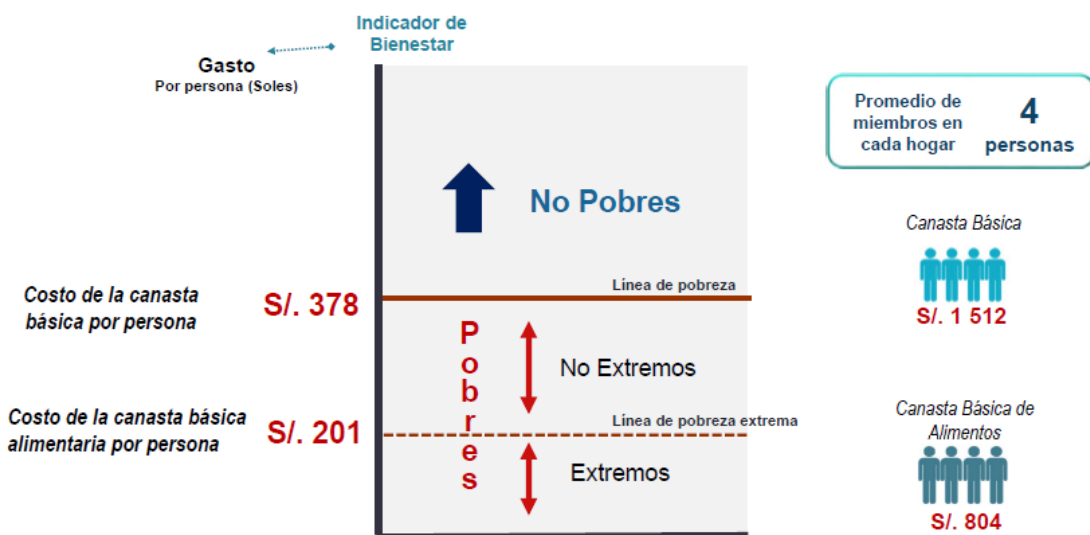 Indicador de
Bienestar
Gasto
Por persona (Soles)
Promedio de
miembros en
cada hogar
4
personas
No Pobres
Canasta Básica
S/. 1 512
Línea de pobreza
Costo de la canasta
básica por persona
S/. 378
Pobres
No Extremos
Costo de la canasta básica
alimentaria por persona
S/. 201
Línea de pobreza extrema
Extremos
Canasta Básica de
Alimentos
S/. 804